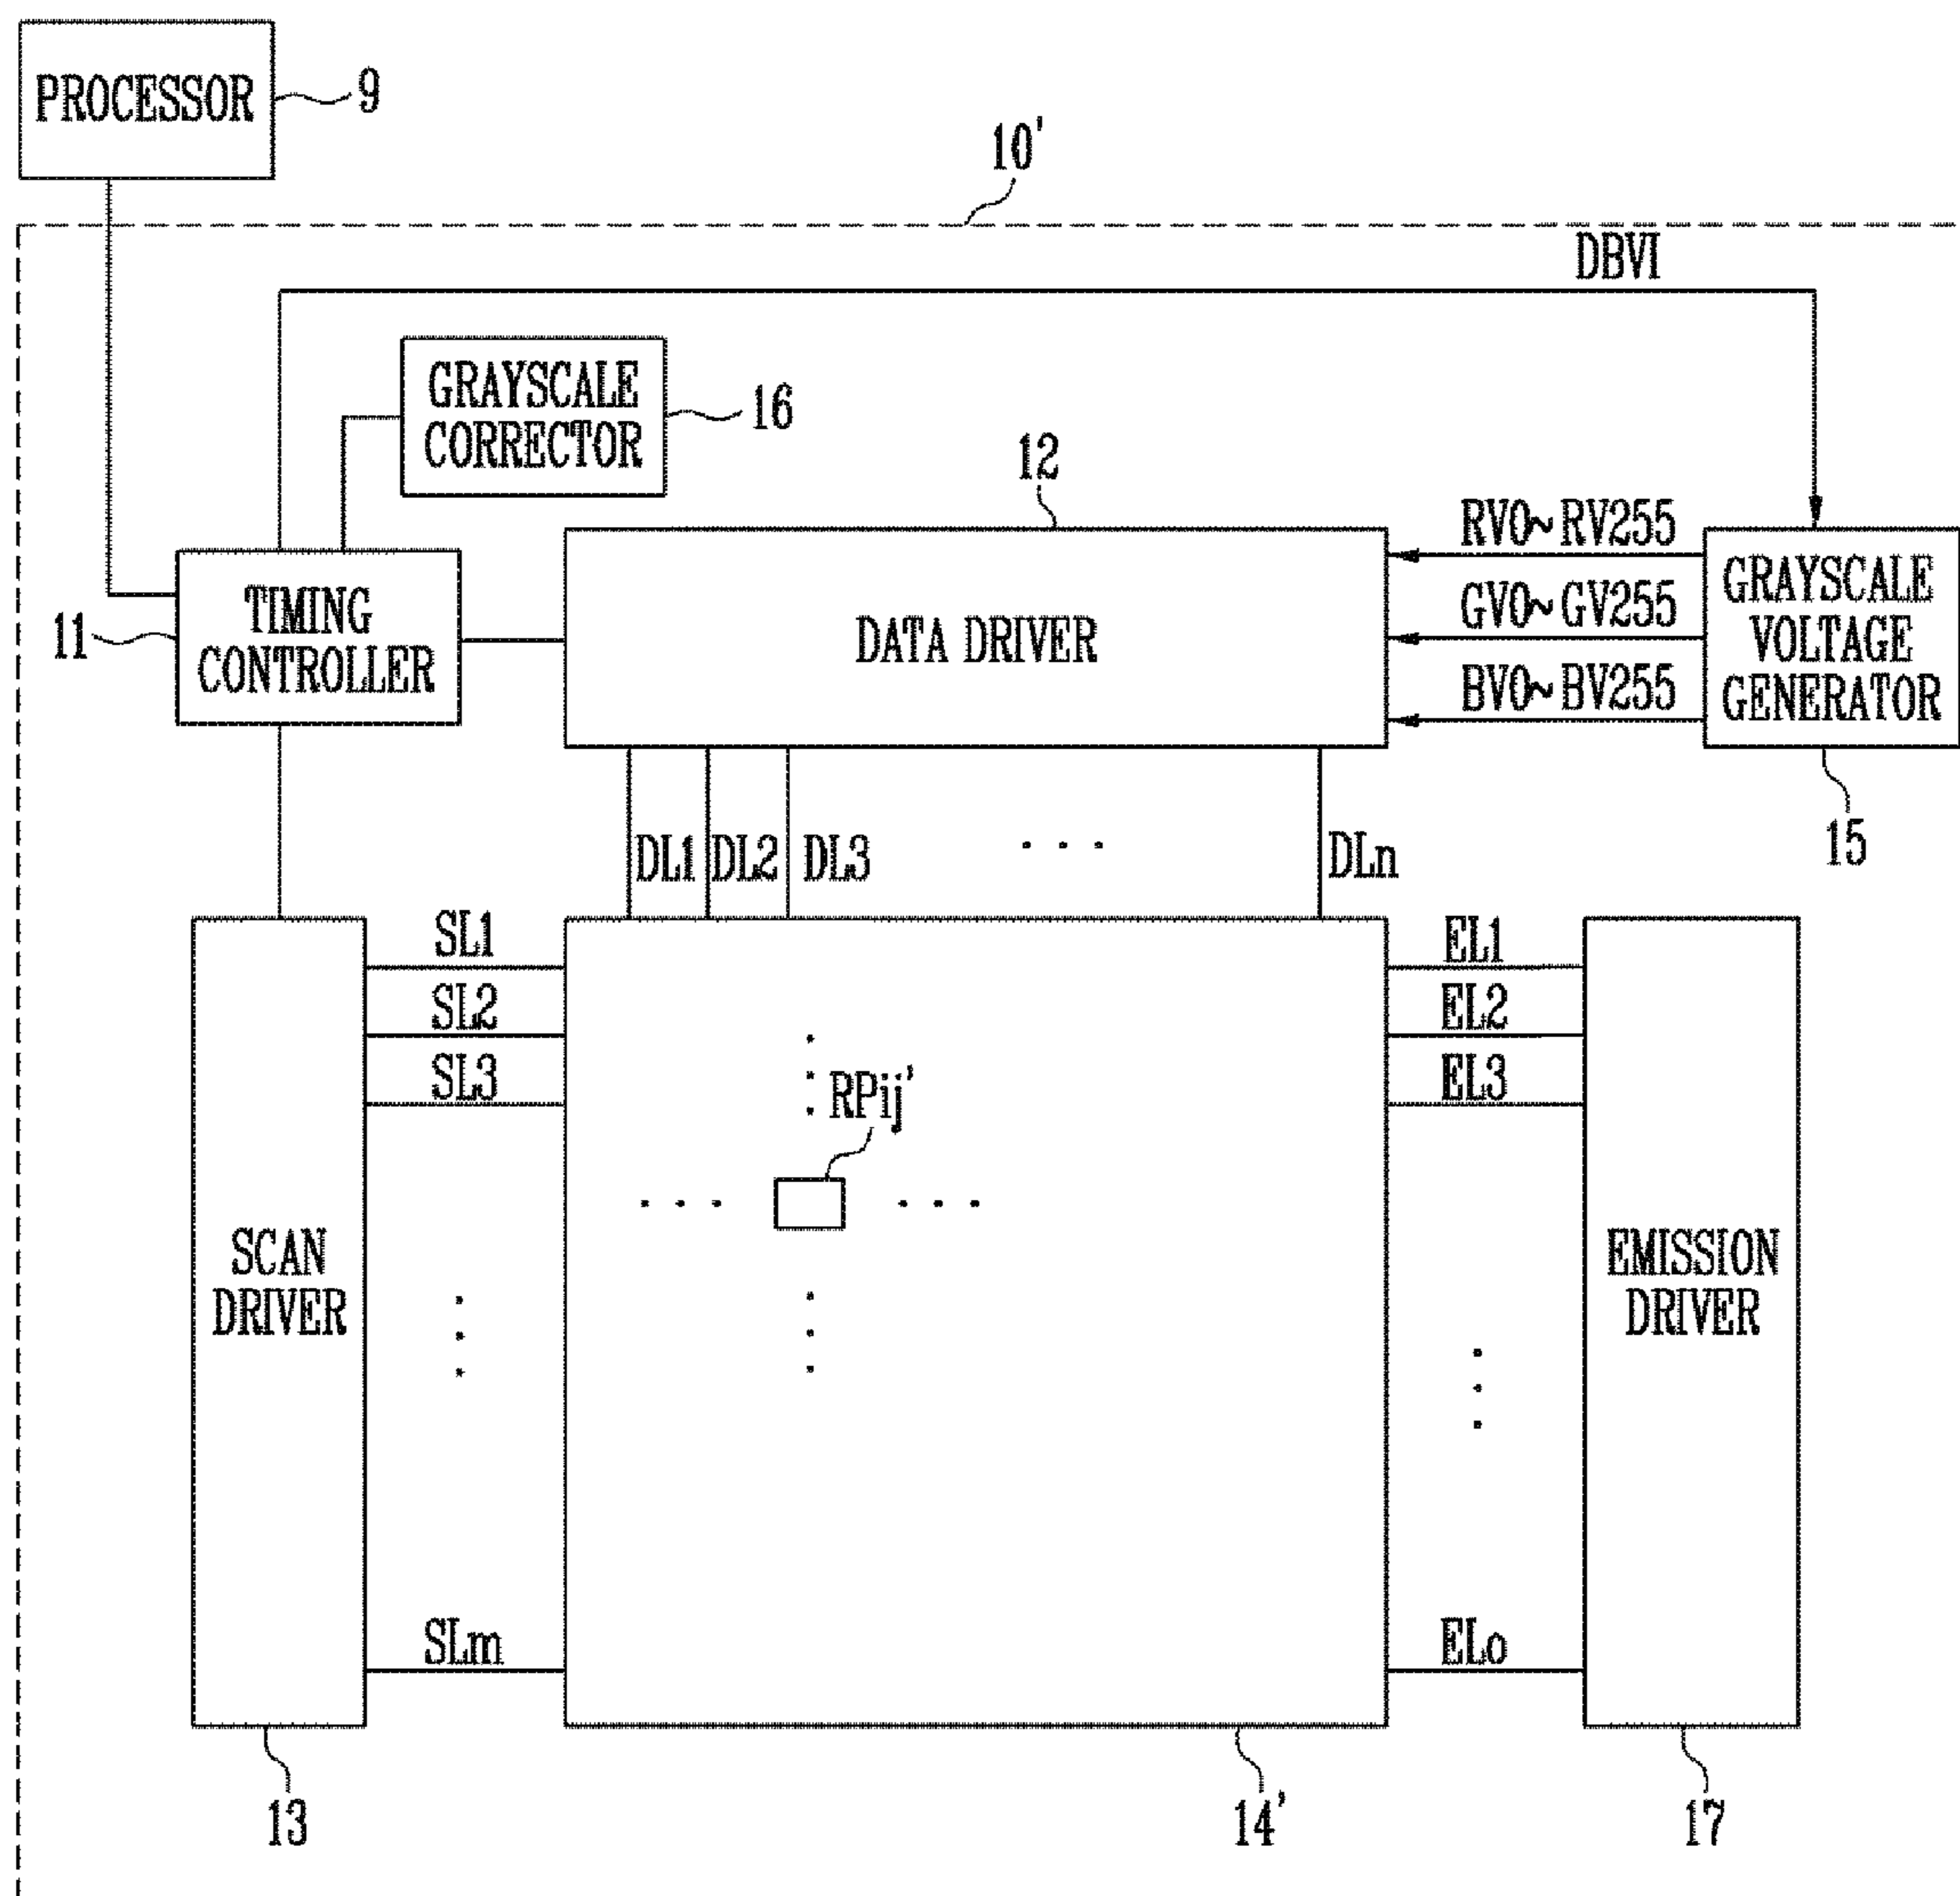 PROCESSOR
9
10'
DBVI
GRAYSCALE
CORRECTOR
16
12
RV0~RV255
GV0~GV255
BV0~BV255
GRAYSCALE
VOLTAGE
GENERATOR
15
TIMING
CONTROLLER
11
DATA DRIVER
DL1
DL2
DL3
. . .
DLn
SL1
SL2
SL3
SLm
EL1
EL2
EL3
ELo
RPij'
SCAN
DRIVER
EMISSION
DRIVER
13
14'
17